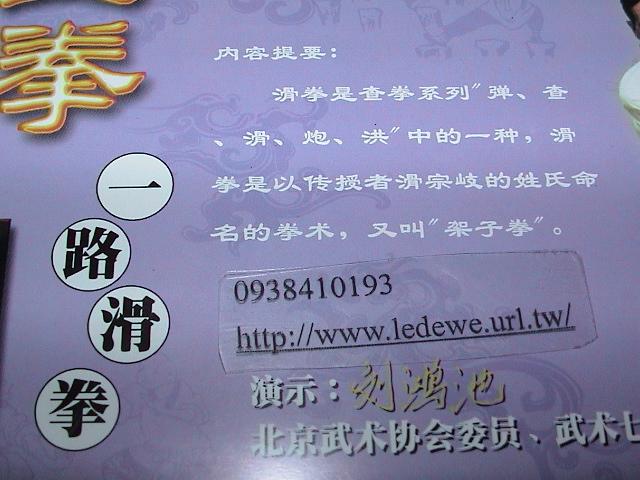 拳
内容提要：
滑拳是查拳系列"弹、查
、滑、炮、洪"中的一种，滑
拳是以传授者滑宗岐的姓氏命
名的拳术，又叫"架子拳"。
一
路
滑
拳
0938410193
http://www.ledewe.url.tw/
演示：刘鸿池
北京武术协会委员、武术七